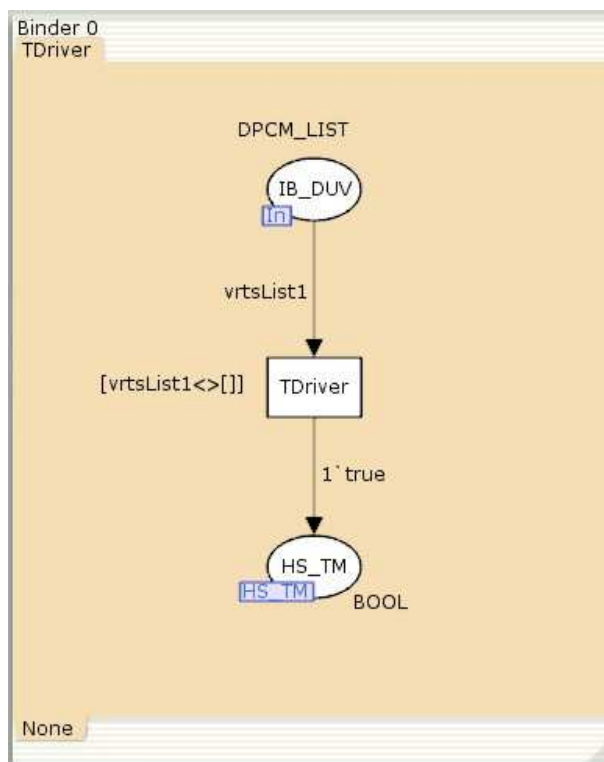 Binder 0
TDriver
DPCM_LIST
IB_DUV
In
vrtsList1
[vrtsList1<>[]]
TDriver
1`true
HS_TM
HS_TM
BOOL
None